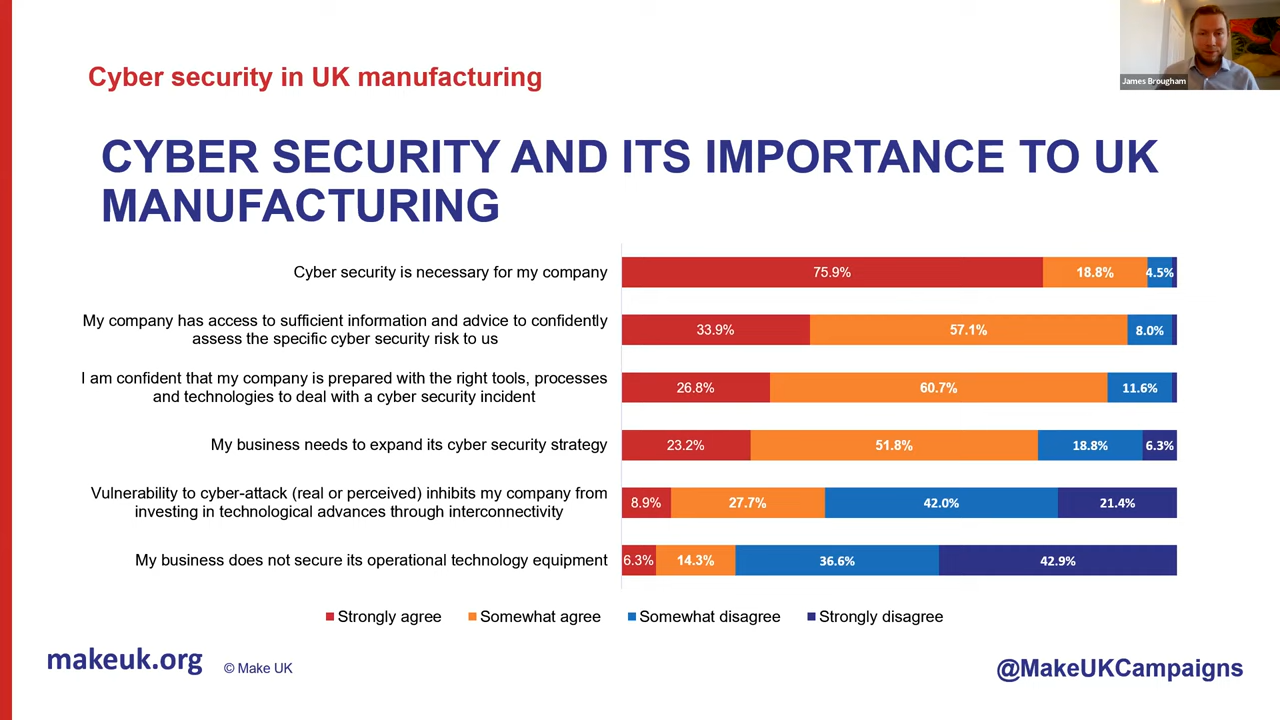 James Brougham
Cyber security in UK manufacturing
CYBER SECURITY AND ITS IMPORTANCE TO UK
MANUFACTURING
Cyber security is necessary for my company
75.9%
18.8%
4.5%
My company has access to sufficient information and advice to confidently
assess the specific cyber security risk to us
33.9%
57.1%
8.0%
I am confident that my company is prepared with the right tools, processes
and technologies to deal with a cyber security incident
26.8%
60.7%
11.6%
My business needs to expand its cyber security strategy
23.2%
51.8%
18.8%
6.3%
Vulnerability to cyber-attack (real or perceived) inhibits my company from
investing in technological advances through interconnectivity
8.9%
27.7%
42.0%
21.4%
My business does not secure its operational technology equipment
6.3%
14.3%
36.6%
42.9%
Strongly agree
Somewhat agree
Somewhat disagree
Strongly disagree
makeuk.org
© Make UK
@MakeUKCampaigns